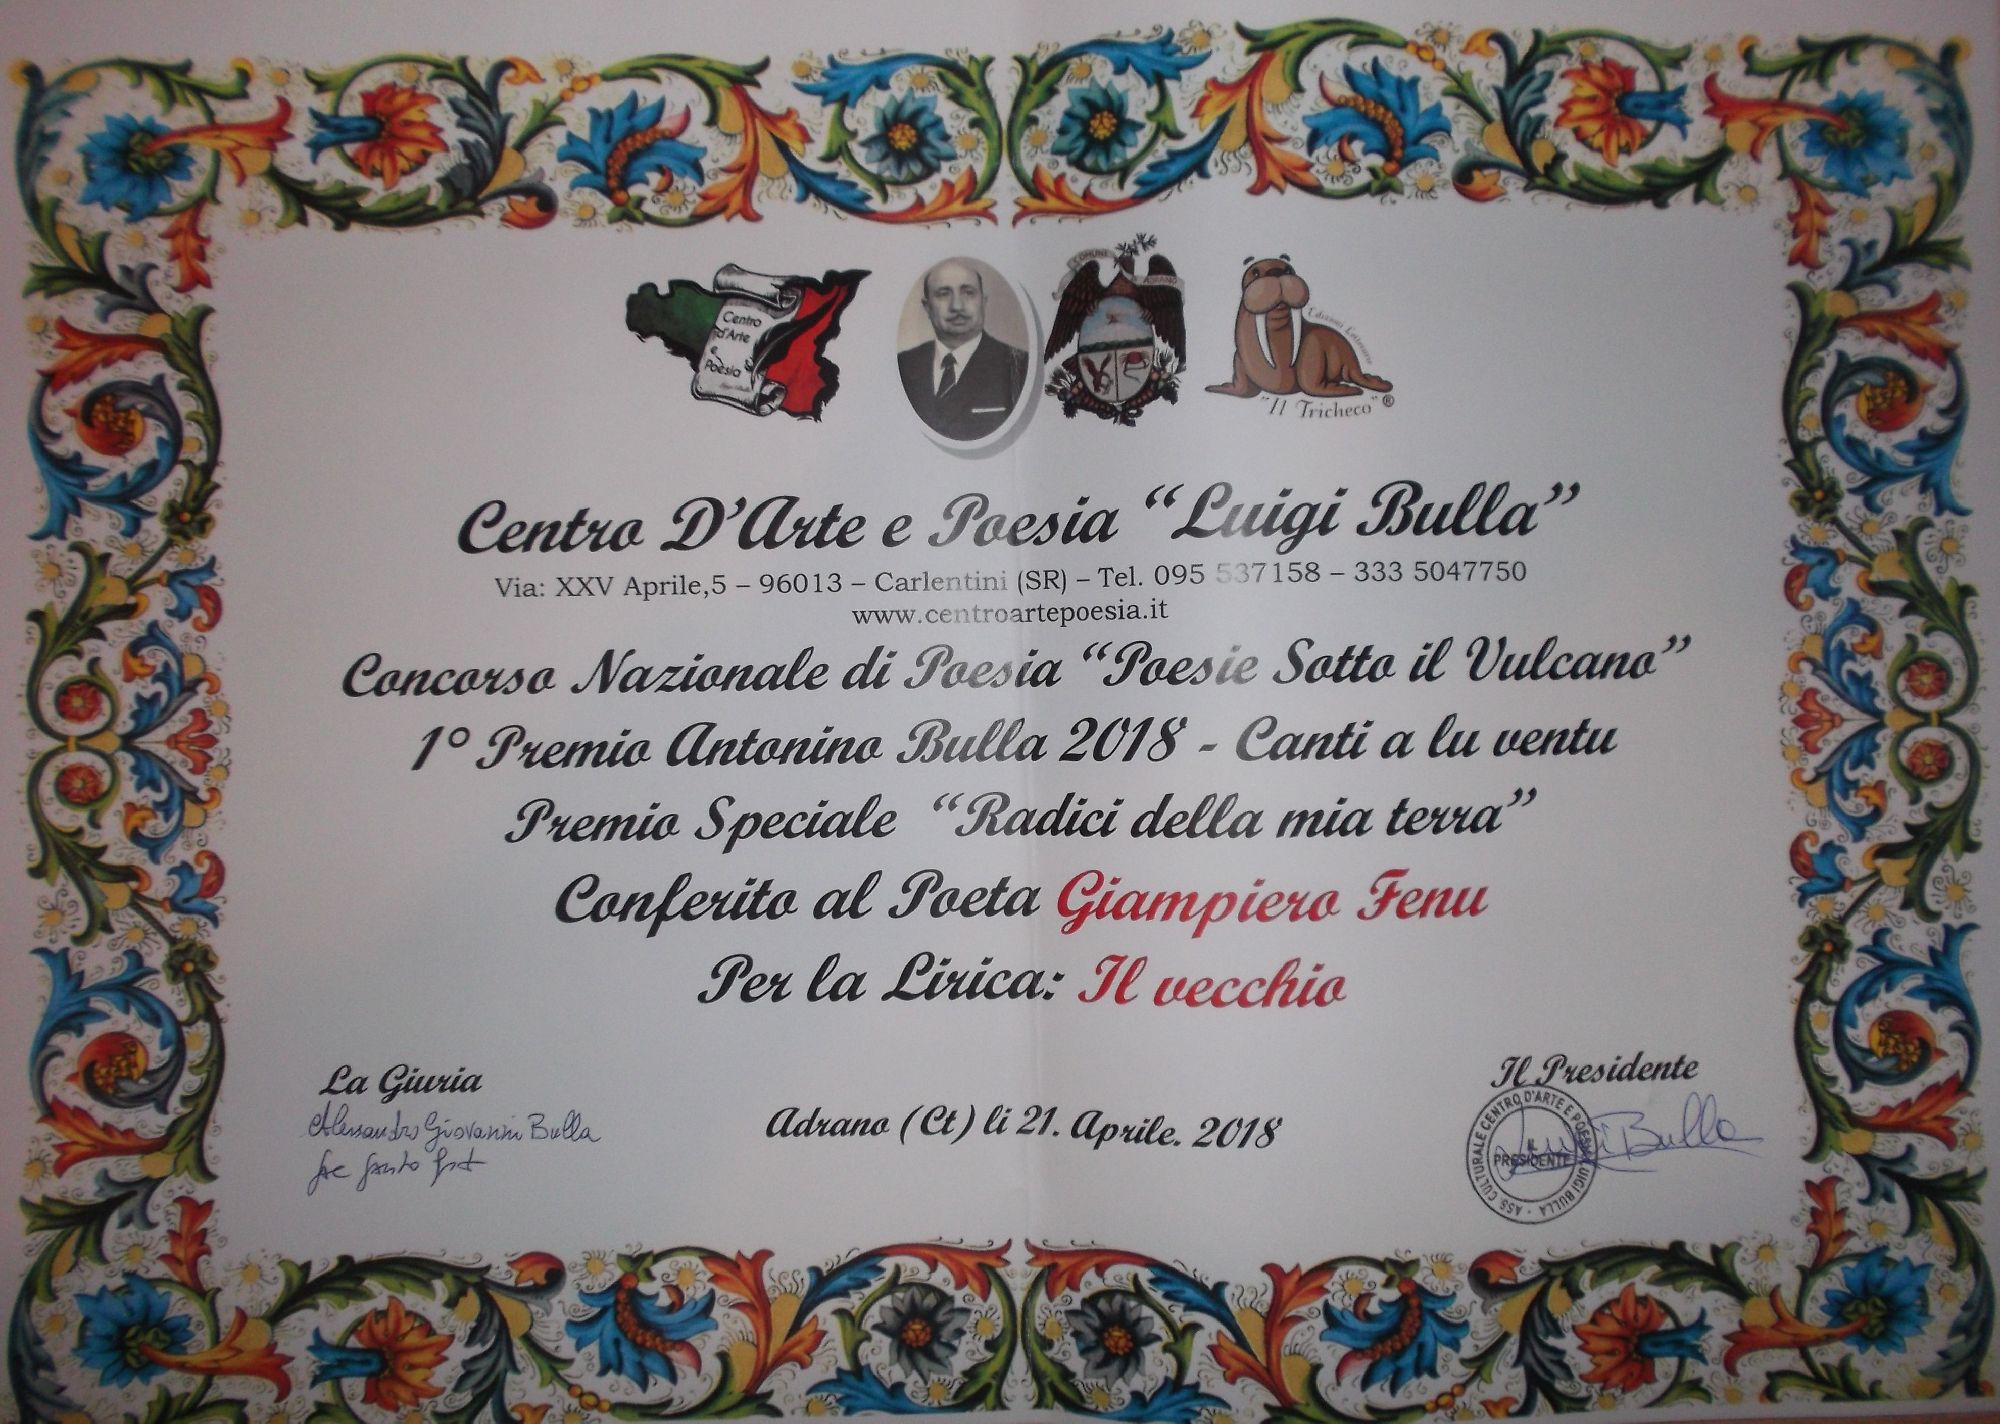 Centro
d'Arte
e
Poesia
COMUNE ADRANO
Edizioni Letterarie
"Il Tricheco"®
Centro D'Arte e Poesia “Luigi Bulla”
Via: XXV Aprile,5 – 96013 – Carlentini (SR) – Tel. 095 537158 – 333 5047750
www.centroartepoesia.it
Concorso Nazionale di Poesia “Poesie Sotto il Vulcano”
1° Premio Antonino Bulla 2018 - Canti a lu ventu
Premio Speciale “Radici della mia terra”
Conferito al Poeta Giampiero Fenu
Per la Lirica: Il vecchio
La Giuria
Alessandro Giovanni Bulla
Adrano (Ct) li 21. Aprile. 2018
Il Presidente
Luigi Bulla
ASS. CULTURALE CENTRO D'ARTE E POESIA LUIGI BULLA
IL
PRESIDENTE